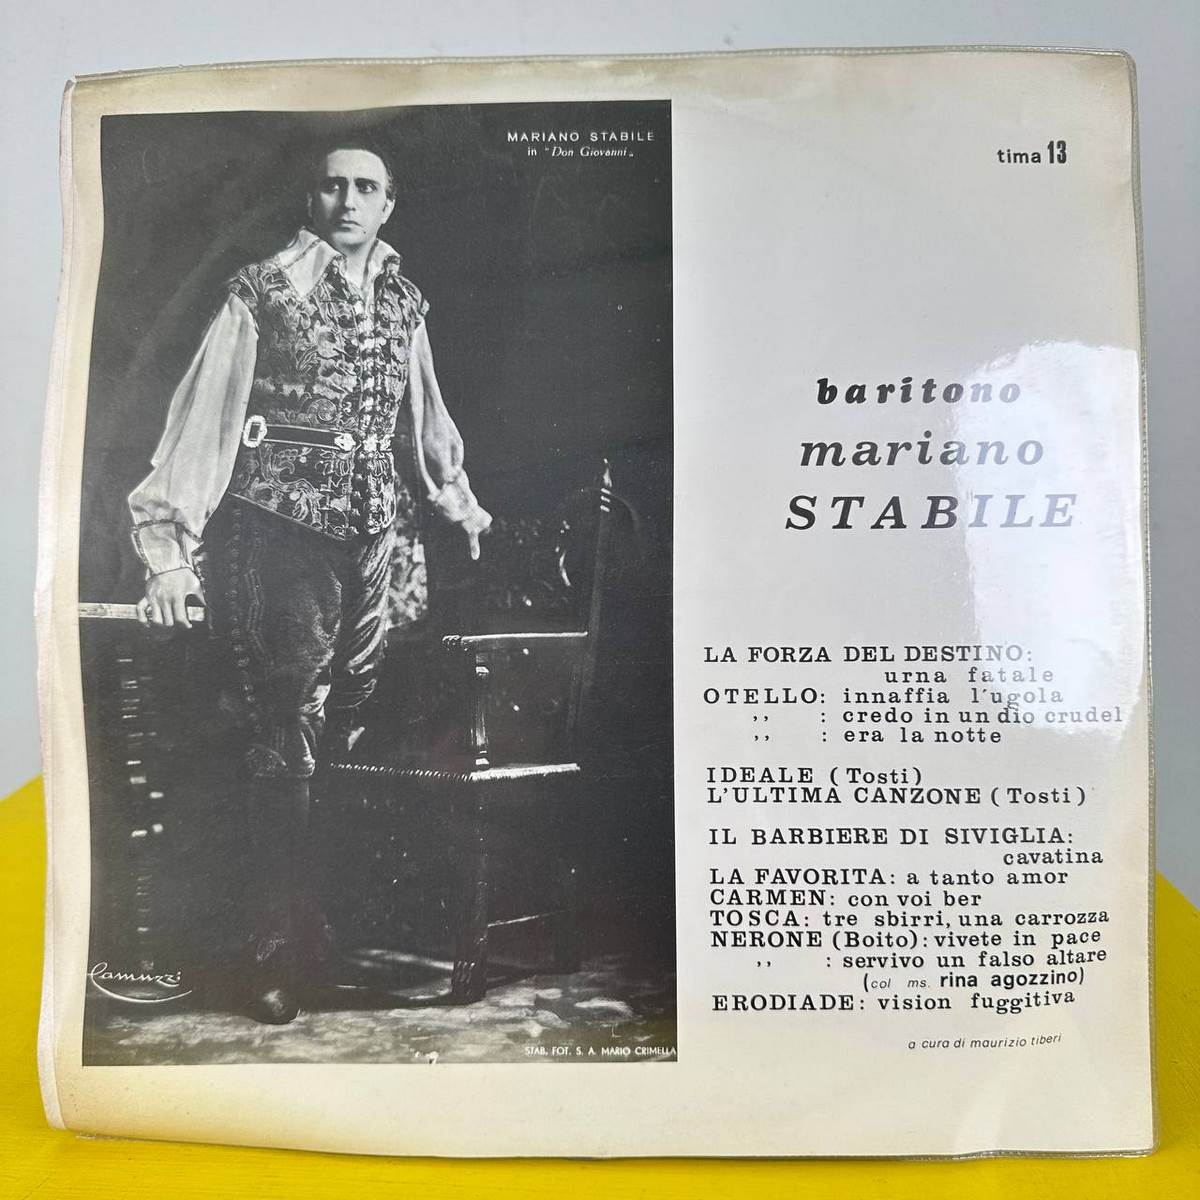 MARIANO STABILE
in "Don Giovanni„
tima 13
baritono
mariano
STABILE
LA FORZA DEL DESTINO:
urna fatale
OTELLO: innaffia l'ugola
,, : credo in un dio crudel
,, : era la notte
IDEALE (Tosti)
L'ULTIMA CANZONE (Tosti)
IL BARBIERE DI SIVIGLIA:
cavatina
LA FAVORITA: a tanto amor
CARMEN: con voi ber
TOSCA: tre sbirri, una carrozza
NERONE (Boito): vivete in pace
,, : servivo un falso altare
(col ms. rina agozzino)
ERODIADE: vision fuggitiva
a cura di maurizio tiberi
Camuzzi
STAB. FOT. S. A. MARIO CRIMELLA